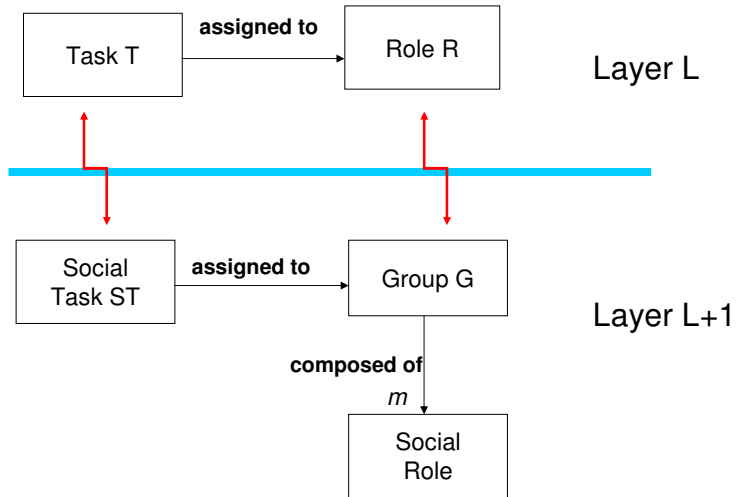 assigned to
Task T
Role R
Layer L
Social
Task ST
assigned to
Group G
Layer L+1
composed of
m
Social
Role